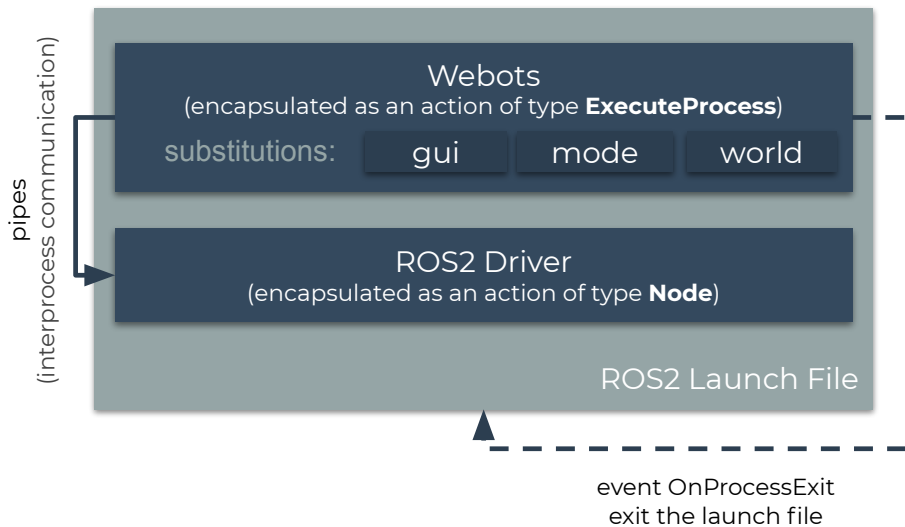 Webots
(encapsulated as an action of type ExecuteProcess)
substitutions: gui mode world
pipes
(interprocess communication)
ROS2 Driver
(encapsulated as an action of type Node)
ROS2 Launch File
event OnProcessExit
exit the launch file